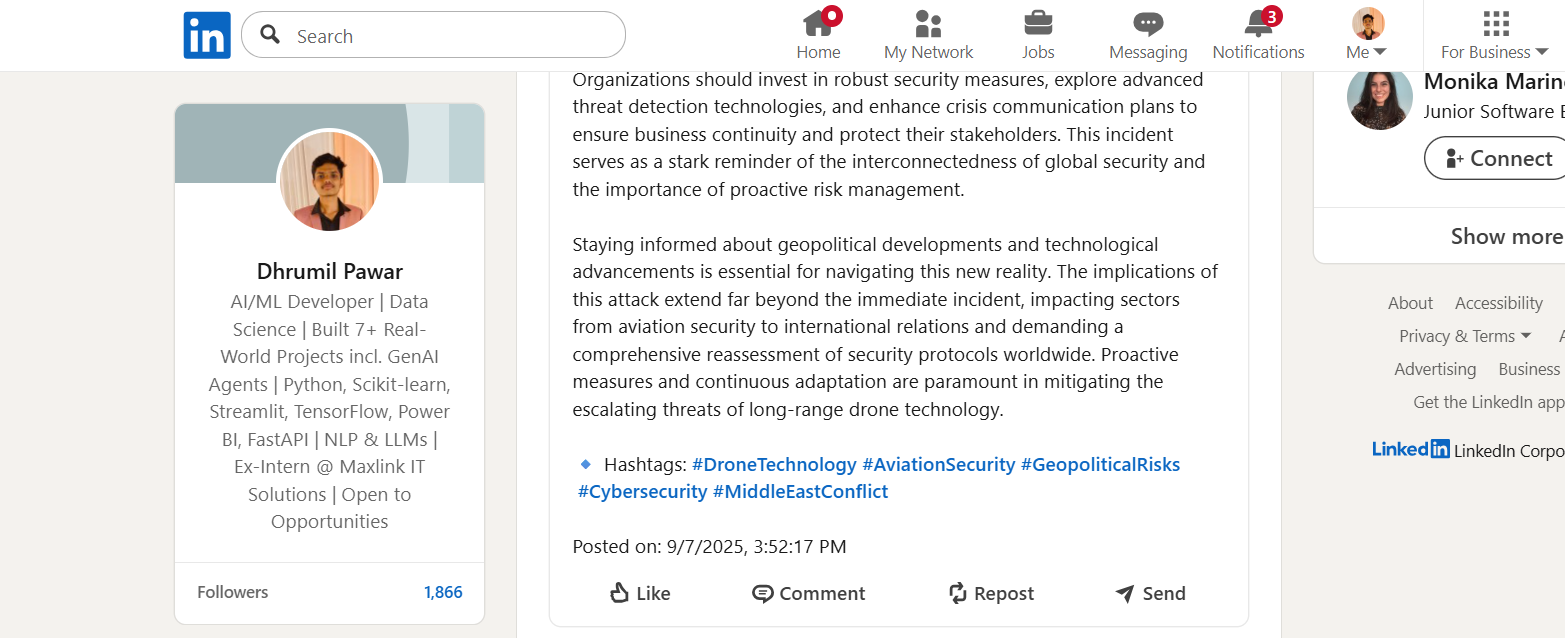 in
Search
Home
My Network
Jobs
Messaging
3
Notifications
Me
For Business
Dhrumil Pawar
AI/ML Developer | Data
Science | Built 7+ Real-
World Projects incl. GenAI
Agents | Python, Scikit-learn,
Streamlit, TensorFlow, Power
BI, FastAPI | NLP & LLMs |
Ex-Intern @ Maxlink IT
Solutions | Open to
Opportunities
Followers 1,866
Organizations should invest in robust security measures, explore advanced
threat detection technologies, and enhance crisis communication plans to
ensure business continuity and protect their stakeholders. This incident
serves as a stark reminder of the interconnectedness of global security and
the importance of proactive risk management.
Staying informed about geopolitical developments and technological
advancements is essential for navigating this new reality. The implications of
this attack extend far beyond the immediate incident, impacting sectors
from aviation security to international relations and demanding a
comprehensive reassessment of security protocols worldwide. Proactive
measures and continuous adaptation are paramount in mitigating the
escalating threats of long-range drone technology.
Hashtags: #DroneTechnology #AviationSecurity #GeopoliticalRisks
#Cybersecurity #MiddleEastConflict
Posted on: 9/7/2025, 3:52:17 PM
Like Comment Repost Send
Monika
Junior Software
Connect
Show more
About Accessibility
Privacy & Terms
Advertising Business
Get the LinkedIn app
LinkedIn LinkedIn